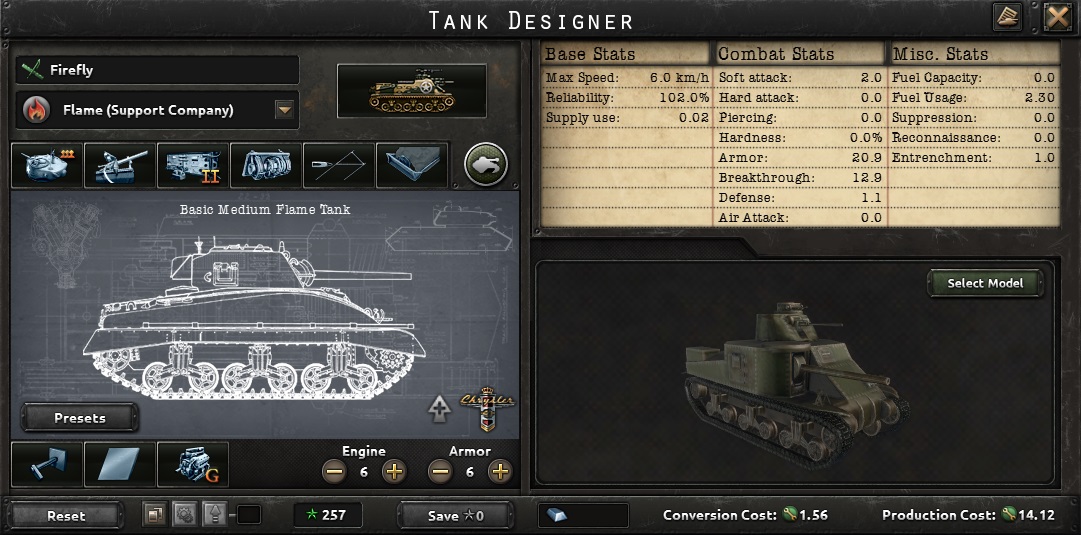 Tank Designer
Firefly
Flame (Support Company)
II
Basic Medium Flame Tank
Chrysler
Presets
G
Engine
6
Armor
6
Base Stats
Max Speed: 6.0 km/h
Reliability: 102.0%
Supply use: 0.02
Combat Stats
Soft attack: 2.0
Hard attack: 0.0
Piercing: 0.0
Hardness: 0.0%
Armor: 20.9
Breakthrough: 12.9
Defense: 1.1
Air Attack: 0.0
Misc. Stats
Fuel Capacity: 0.0
Fuel Usage: 2.30
Suppression: 0.0
Reconnaissance: 0.0
Entrenchment: 1.0
Select Model
Reset
257
Save 0
Conversion Cost: 1.56
Production Cost: 14.12